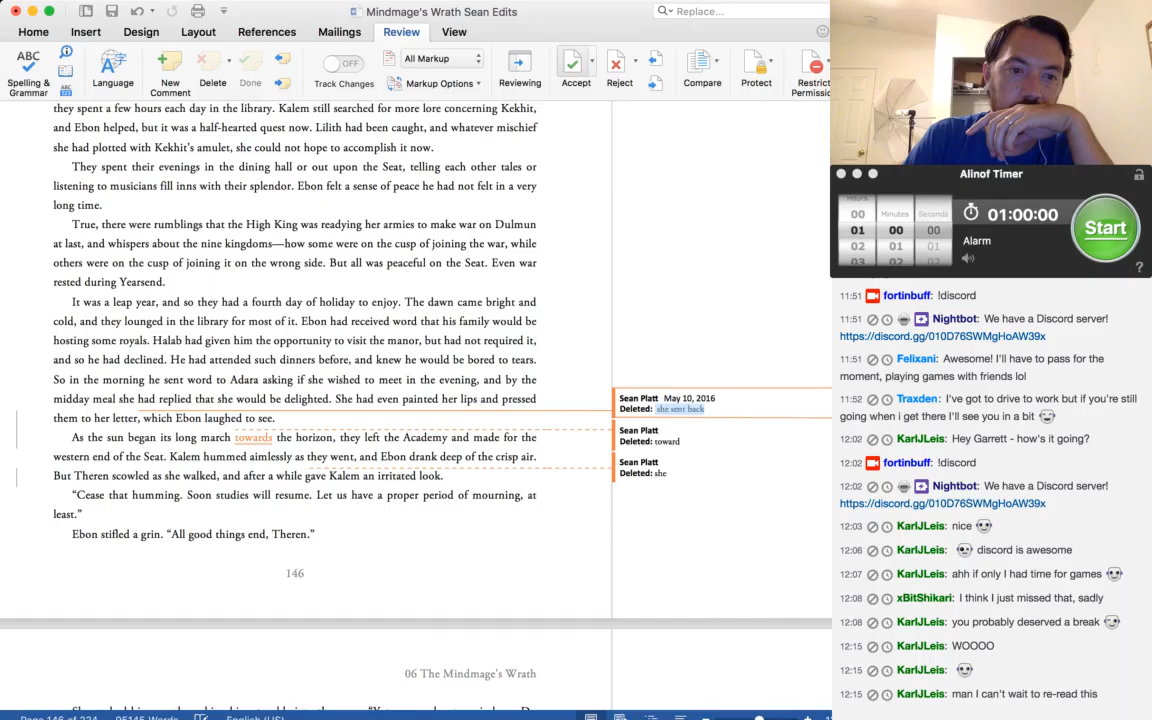 Mindmage's Wrath Sean Edits
Replace...
Home Insert Design Layout References Mailings Review View
ABC
Spelling & Grammar
Language
New Comment
Delete
Done
OFF
Track Changes
All Markup
Markup Options
Reviewing
Accept
Reject
Compare
Protect
Restrict
Permission
they spent a few hours each day in the library. Kalem still searched for more lore concerning Kekhit,
and Ebon helped, but it was a half-hearted quest now. Lilith had been caught, and whatever mischief
she had plotted with Kekhit's amulet, she could not hope to accomplish it now.
They spent their evenings in the dining hall or out upon the Seat, telling each other tales or
listening to musicians fill inns with their splendor. Ebon felt a sense of peace he had not felt in a very
long time.
True, there were rumblings that the High King was readying her armies to make war on Dulmun
at last, and whispers about the nine kingdoms—how some were on the cusp of joining the war, while
others were on the cusp of joining it on the wrong side. But all was peaceful on the Seat. Even war
rested during Yearsend.
It was a leap year, and so they had a fourth day of holiday to enjoy. The dawn came bright and
cold, and they lounged in the library for most of it. Ebon had received word that his family would be
hosting some royals. Halab had given him the opportunity to visit the manor, but had not required it,
and so he had declined. He had attended such dinners before, and knew he would be bored to tears.
So in the morning he sent word to Adara asking if she wished to meet in the evening, and by the
midday meal she had replied that she would be delighted. She had even painted her lips and pressed
them to her letter, which Ebon laughed to see.
As the sun began its long march towards the horizon, they left the Academy and made for the
western end of the Seat. Kalem hummed aimlessly as they went, and Ebon drank deep of the crisp air.
But Theren scowled as she walked, and after a while gave Kalem an irritated look.
“Cease that humming. Soon studies will resume. Let us have a proper period of mourning, at
least.”
Ebon stifled a grin. “All good things end, Theren.”
146
06 The Mindmage's Wrath
Sean Platt May 10, 2016
Deleted: she sent back
Sean Platt
Deleted: toward
Sean Platt
Deleted: she
Page 146 of 224 95145 Words English (US)
Alinof Timer
Hours Minutes Seconds
00
01 00 00
02 01 01
03 02 02
01:00:00
Alarm
Start
?
11:51 fortinbuff: !discord
11:51 Nightbot: We have a Discord server!
https://discord.gg/010D76SWMgHoAW39x
11:51 Felixani: Awesome! I'll have to pass for the
moment, playing games with friends lol
11:52 Traxden: I've got to drive to work but if you're still
going when i get there I'll see you in a bit
12:02 KarlJLeis: Hey Garrett - how's it going?
12:02 fortinbuff: !discord
12:02 Nightbot: We have a Discord server!
https://discord.gg/010D76SWMgHoAW39x
12:03 KarlJLeis: nice
12:06 KarlJLeis: discord is awesome
12:07 KarlJLeis: ahh if only I had time for games
12:08 xBitShikari: I think I just missed that, sadly
12:08 KarlJLeis: you probably deserved a break
12:15 KarlJLeis: WOOOO
12:15 KarlJLeis:
12:15 KarlJLeis: man I can't wait to re-read this